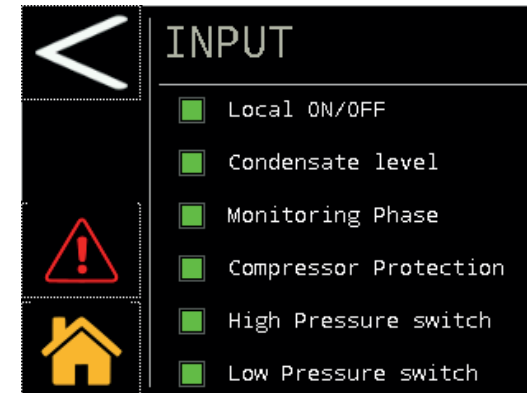 INPUT
Local ON/OFF
Condensate level
Monitoring Phase
Compressor Protection
High Pressure switch
Low Pressure switch